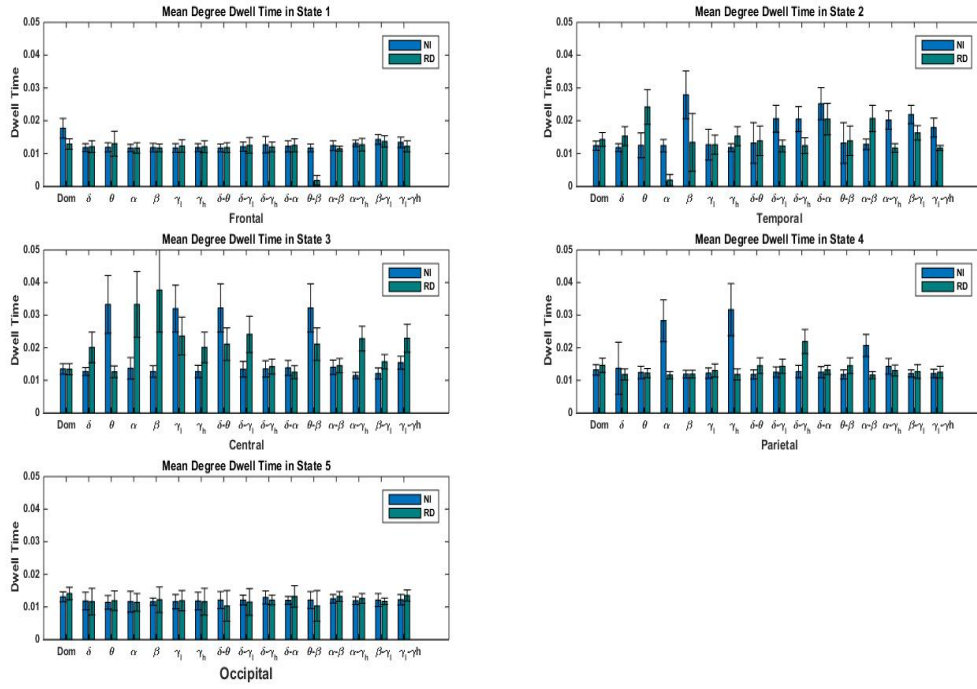 Mean Degree Dwell Time in State 1
0.05
0.04
0.03
0.02
0.01
0
Dwell Time
NI
RD
Dom δ θ α β γl γh δ-θ δ-γl δ-γh δ-α θ-β α-β α-γh β-γl γl-γh
Frontal
Mean Degree Dwell Time in State 2
0.05
0.04
0.03
0.02
0.01
0
Dwell Time
NI
RD
Dom δ θ α β γl γh δ-θ δ-γl δ-γh δ-α θ-β α-β α-γh β-γl γl-γh
Temporal
Mean Degree Dwell Time in State 3
0.05
0.04
0.03
0.02
0.01
0
Dwell Time
NI
RD
Dom δ θ α β γl γh δ-θ δ-γl δ-γh δ-α θ-β α-β α-γh β-γl γl-γh
Central
Mean Degree Dwell Time in State 4
0.05
0.04
0.03
0.02
0.01
0
Dwell Time
NI
RD
Dom δ θ α β γl γh δ-θ δ-γl δ-γh δ-α θ-β α-β α-γh β-γl γl-γh
Parietal
Mean Degree Dwell Time in State 5
0.05
0.04
0.03
0.02
0.01
0
Dwell Time
NI
RD
Dom δ θ α β γl γh δ-θ δ-γl δ-γh δ-α θ-β α-β α-γh β-γl γl-γh
Occipital